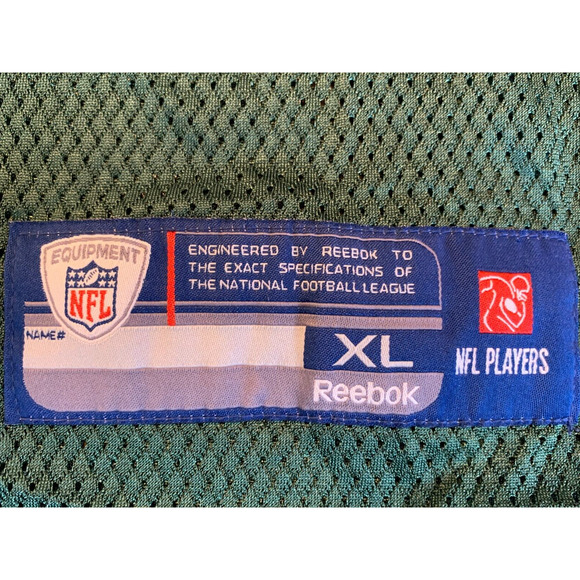 EQUIPMENT
NFL
ENGINEERED BY REEBOK TO
THE EXACT SPECIFICATIONS OF
THE NATIONAL FOOTBALL LEAGUE
NAME#
XL
Reebok
NFL PLAYERS